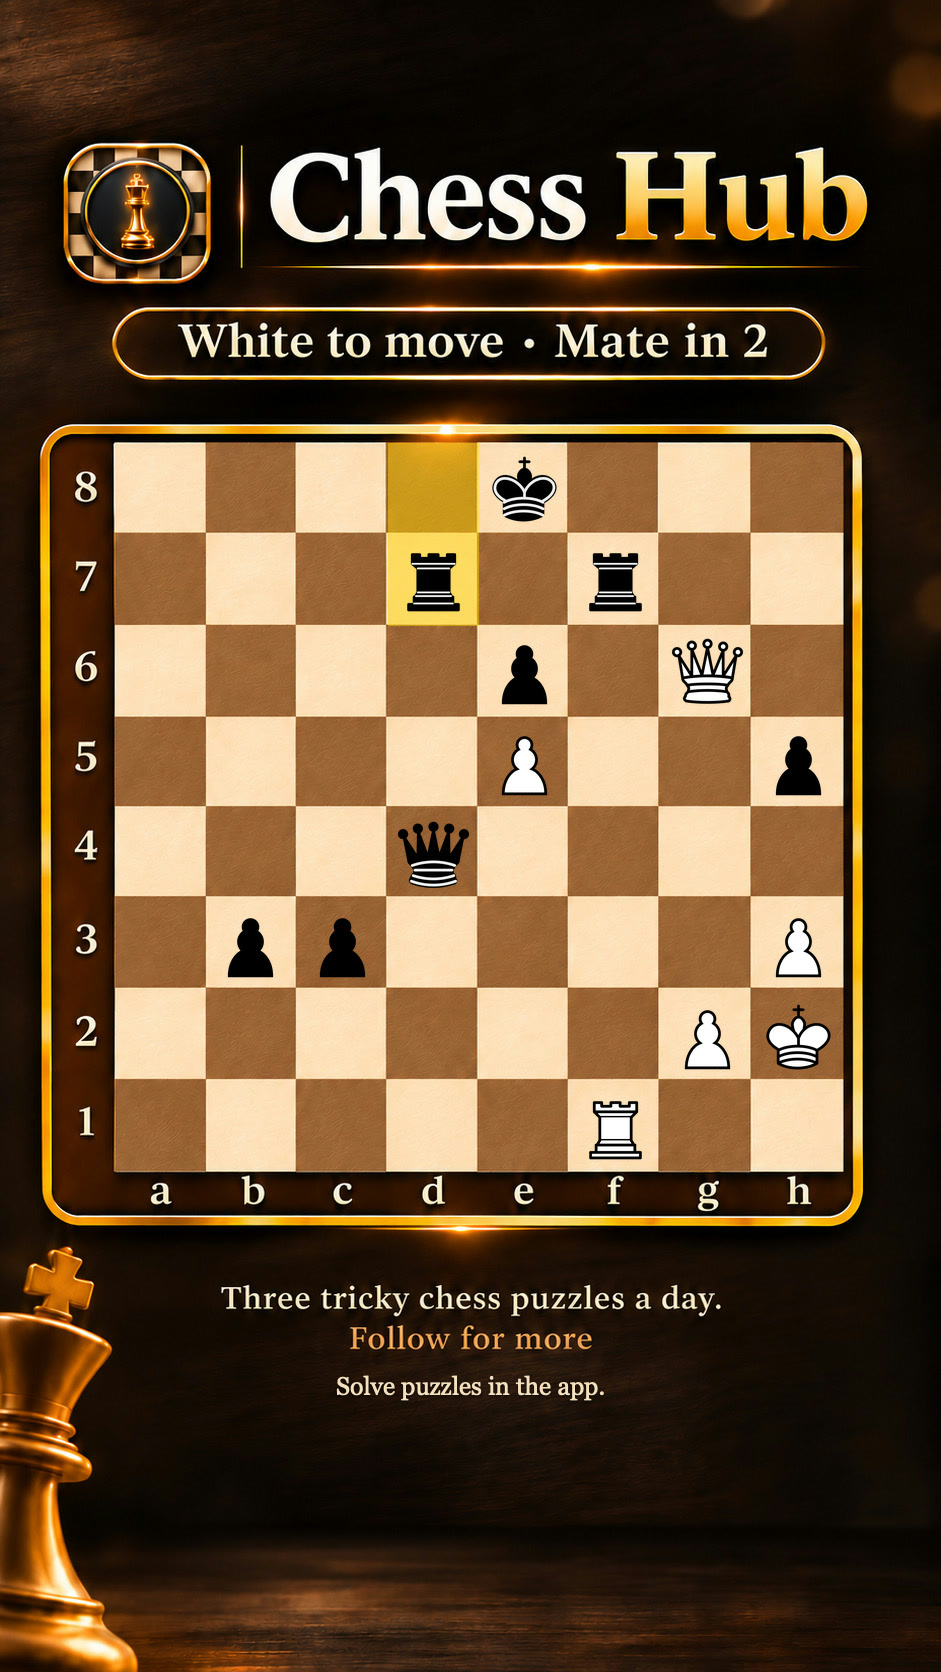 Chess Hub
White to move · Mate in 2
8
7
6
5
4
3
2
1
a b c d e f g h
Three tricky chess puzzles a day.
Follow for more
Solve puzzles in the app.